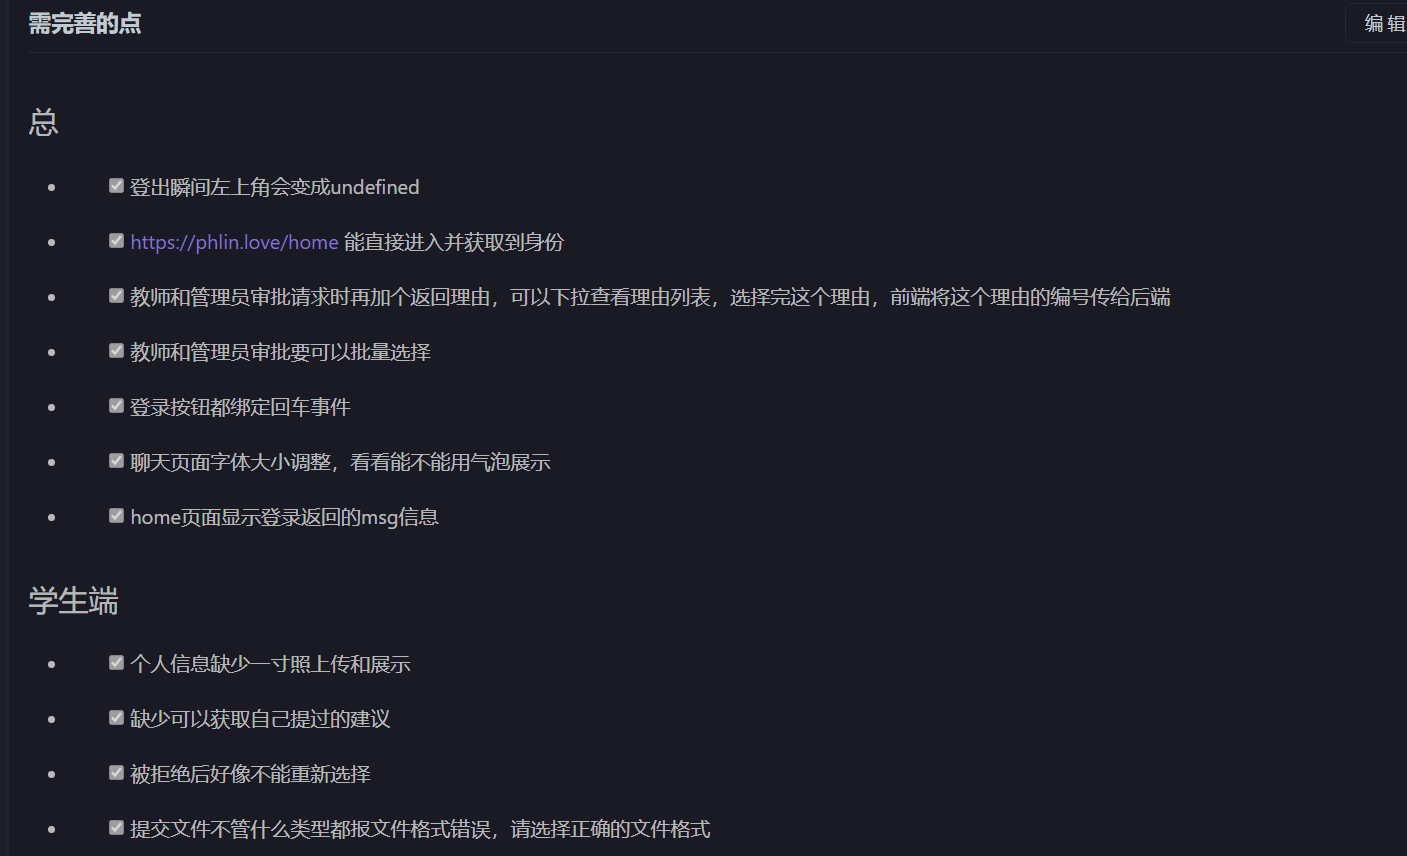 需完善的点
编 辑
总
登出瞬间左上角会变成undefined
https://phlin.love/home 能直接进入并获取到身份
教师和管理员审批请求时再加个返回理由，可以下拉查看理由列表，选择完这个理由，前端将这个理由的编号传给后端
教师和管理员审批要可以批量选择
登录按钮都绑定回车事件
聊天页面字体大小调整，看看能不能用气泡展示
home页面显示登录返回的msg信息
学生端
个人信息缺少一寸照上传和展示
缺少可以获取自己提过的建议
被拒绝后好像不能重新选择
提交文件不管什么类型都报文件格式错误，请选择正确的文件格式